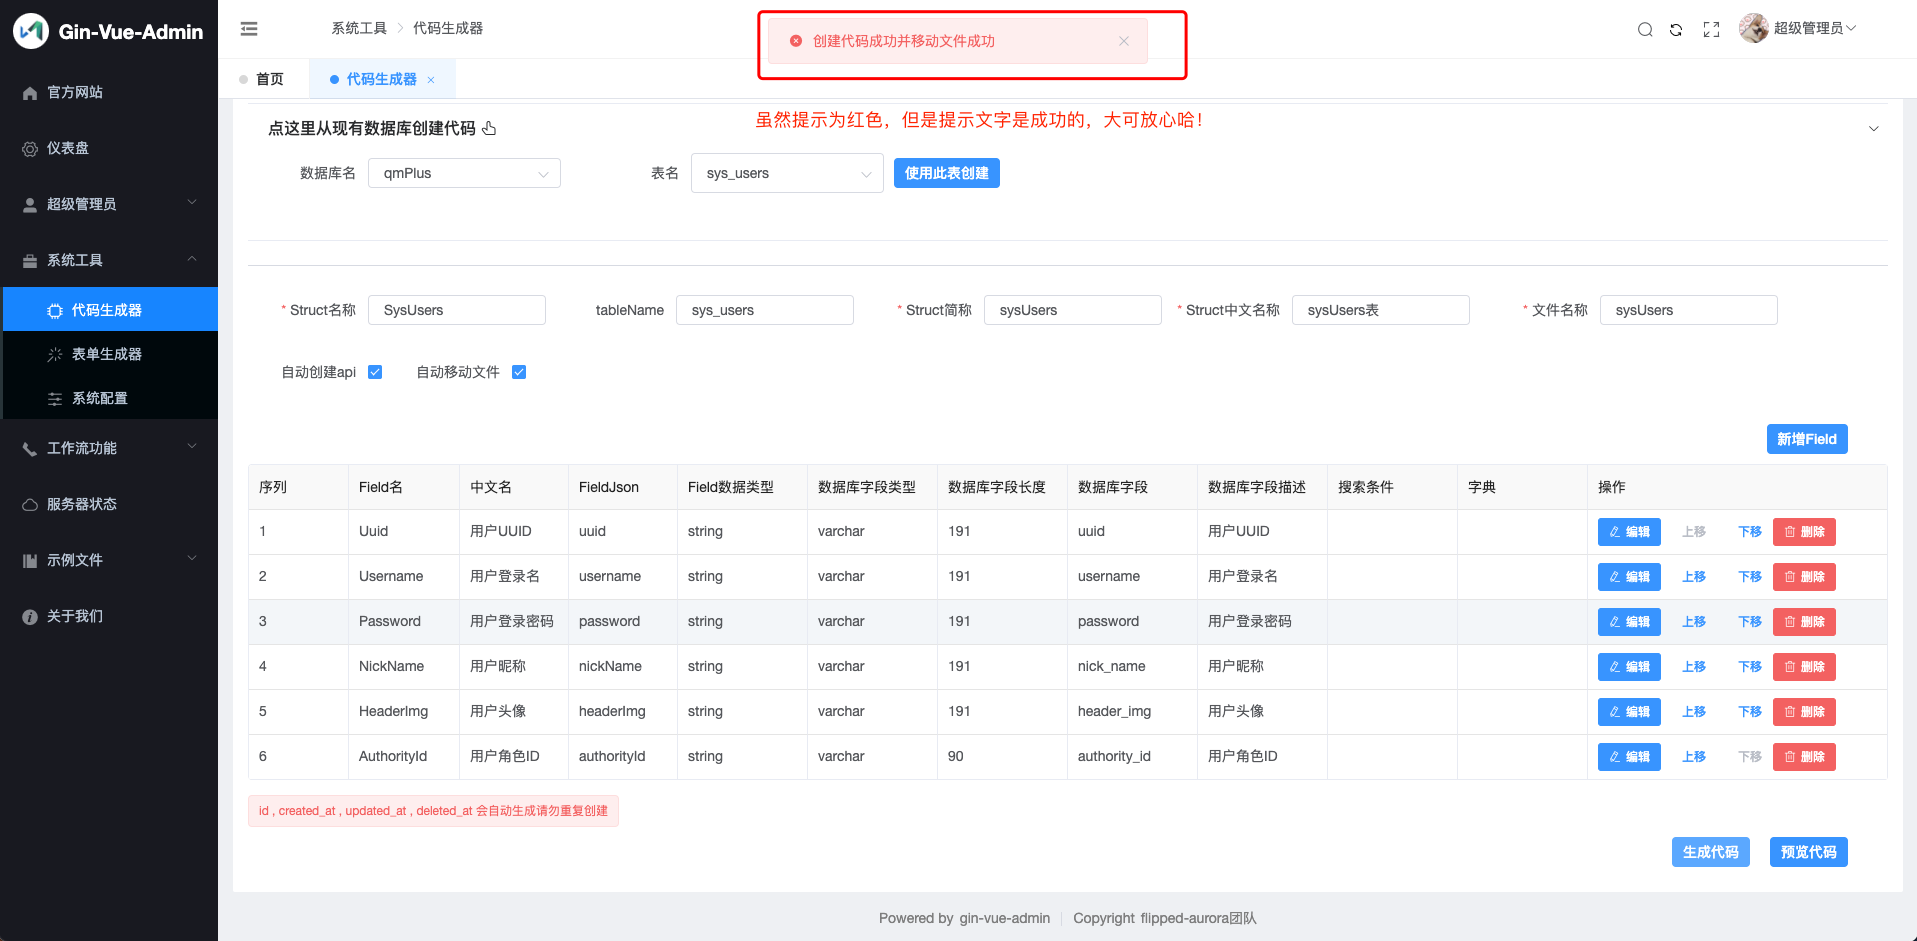 Gin-Vue-Admin
官方网站
仪表盘
超级管理员
系统工具
代码生成器
表单生成器
系统配置
工作流功能
服务器状态
示例文件
关于我们
系统工具 代码生成器
创建代码成功并移动文件成功
超级管理员
首页 代码生成器
虽然提示为红色，但是提示文字是成功的，大可放心哈！
点这里从现有数据库创建代码
数据库名 qmPlus 表名 sys_users 使用此表创建
* Struct名称 SysUsers tableName sys_users * Struct简称 sysUsers * Struct中文名称 sysUsers表 * 文件名称 sysUsers
自动创建api 自动移动文件
新增Field
序列 Field名 中文名 FieldJson Field数据类型 数据库字段类型 数据库字段长度 数据库字段 数据库字段描述 搜索条件 字典 操作
1 Uuid 用户UUID uuid string varchar 191 uuid 用户UUID 编辑 上移 下移 删除
2 Username 用户登录名 username string varchar 191 username 用户登录名 编辑 上移 下移 删除
3 Password 用户登录密码 password string varchar 191 password 用户登录密码 编辑 上移 下移 删除
4 NickName 用户昵称 nickName string varchar 191 nick_name 用户昵称 编辑 上移 下移 删除
5 HeaderImg 用户头像 headerImg string varchar 191 header_img 用户头像 编辑 上移 下移 删除
6 AuthorityId 用户角色ID authorityId string varchar 90 authority_id 用户角色ID 编辑 上移 下移 删除
id , created_at , updated_at , deleted_at 会自动生成请勿重复创建
生成代码 预览代码
Powered by gin-vue-admin Copyright flipped-aurora团队